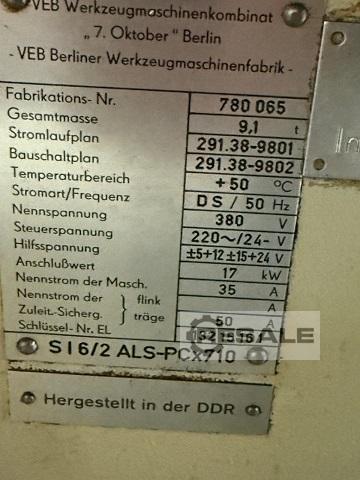 VEB Werkzeugmaschinenkombinat
„7. Oktober" Berlin
- VEB Berliner Werkzeugmaschinenfabrik -
Fabrikations-Nr. 780 065
Gesamtmasse 9,1 t
Stromlaufplan 291.38-9801
Bauschaltplan 291.38-9802
Temperaturbereich +50 °C
Stromart/Frequenz DS / 50 Hz
Nennspannung 380 V
Steuerspannung 220~/24- V
Hilfsspannung ±5+12 ±15+24 V
Anschlußwert 17 kW
Nennstrom der Masch. 35 A
Nennstrom der } flink A
Zuleit.-Sicherg. träge 50 A
Schlüssel-Nr. EL
SI6/2 ALS-PCx710
SALE
Hergestellt in der DDR